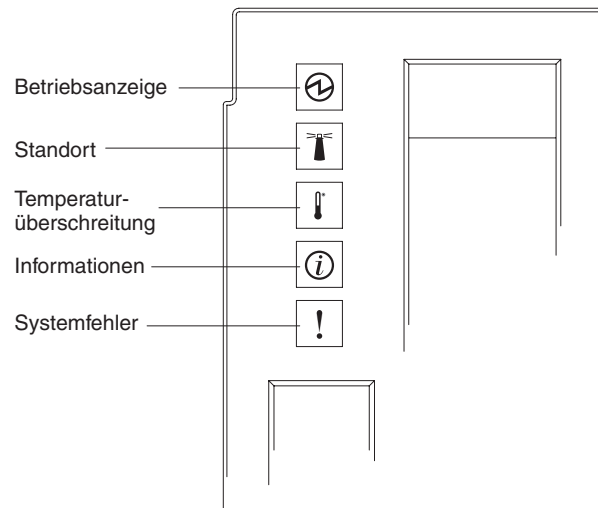 Betriebsanzeige
Standort
Temperatur-
überschreitung
Informationen
i
Systemfehler
!